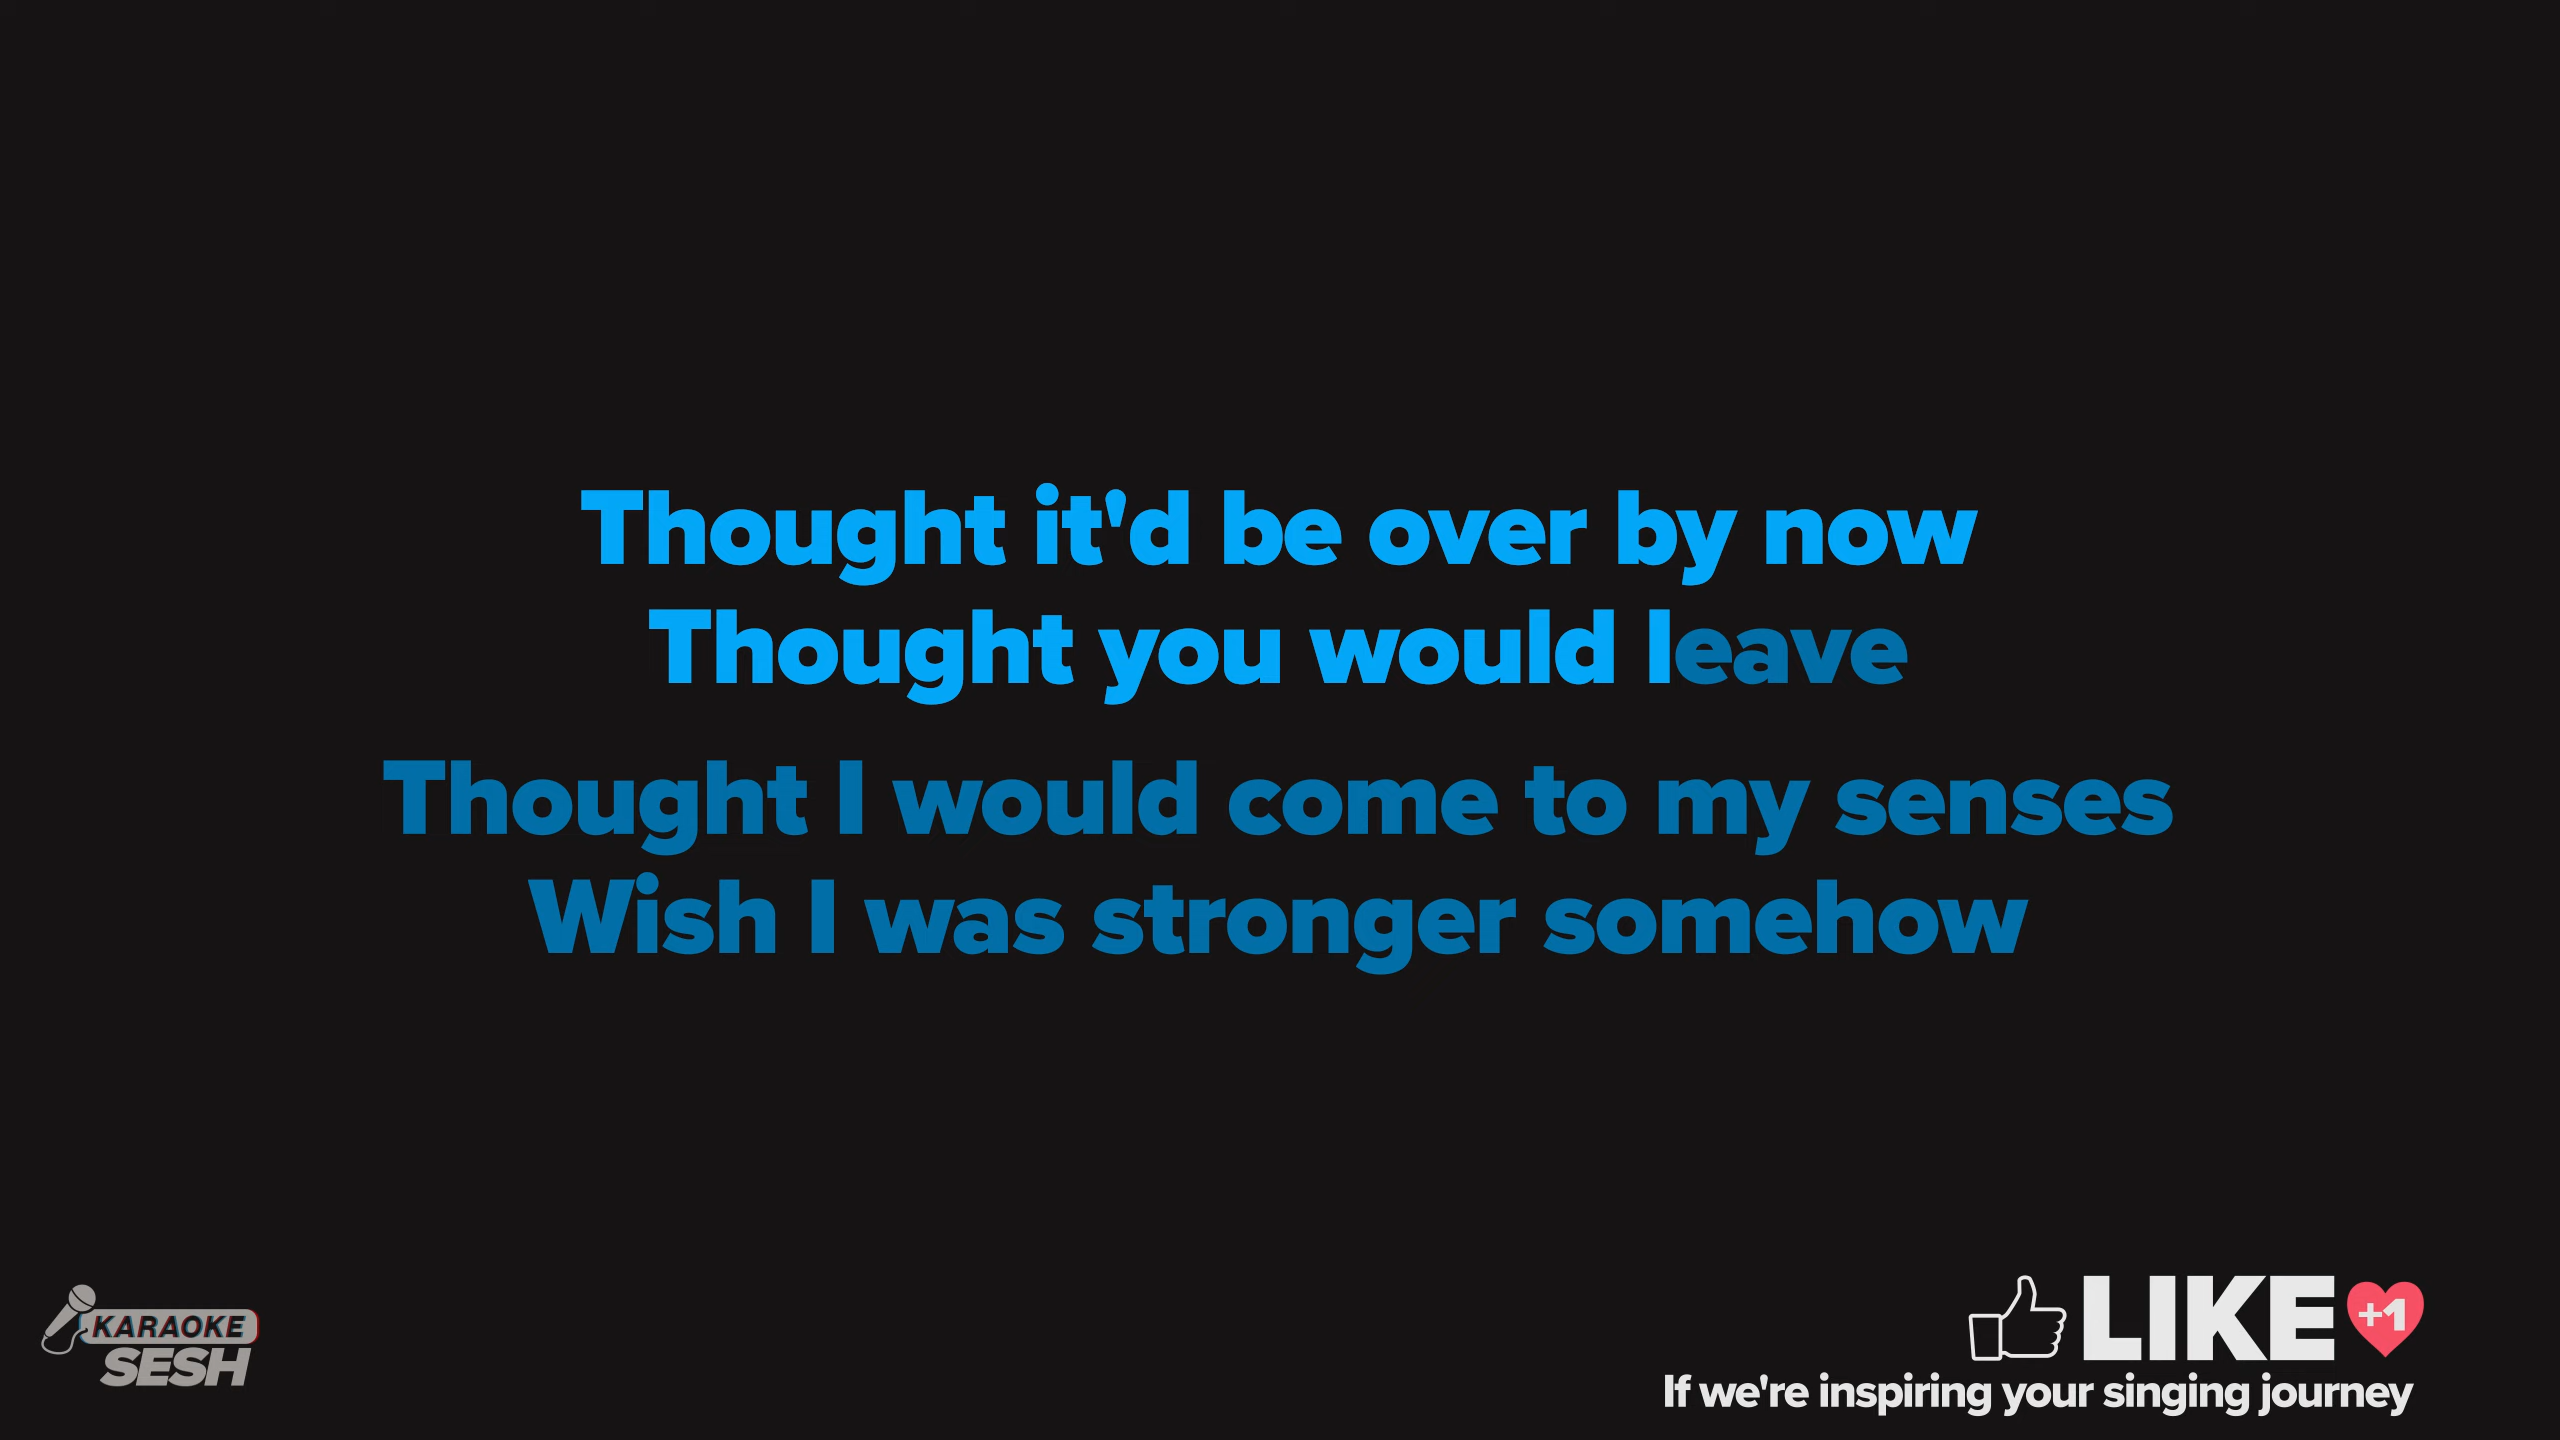 Thought it'd be over by now
Thought you would leave
Thought I would come to my senses
Wish I was stronger somehow
KARAOKE
SESH
LIKE +1
If we're inspiring your singing journey